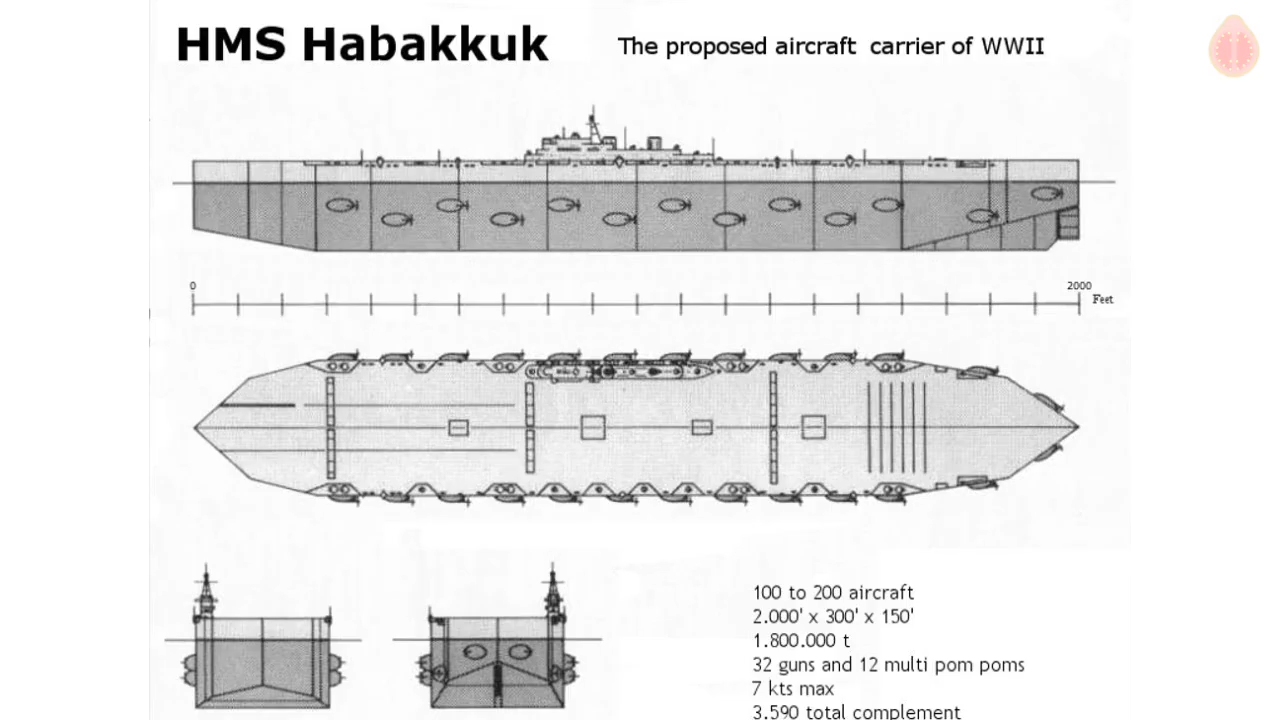 HMS Habakkuk
The proposed aircraft carrier of WWII
0
2000
Feet
100 to 200 aircraft
2.000' x 300' x 150'
1.800.000 t
32 guns and 12 multi pom poms
7 kts max
3.590 total complement